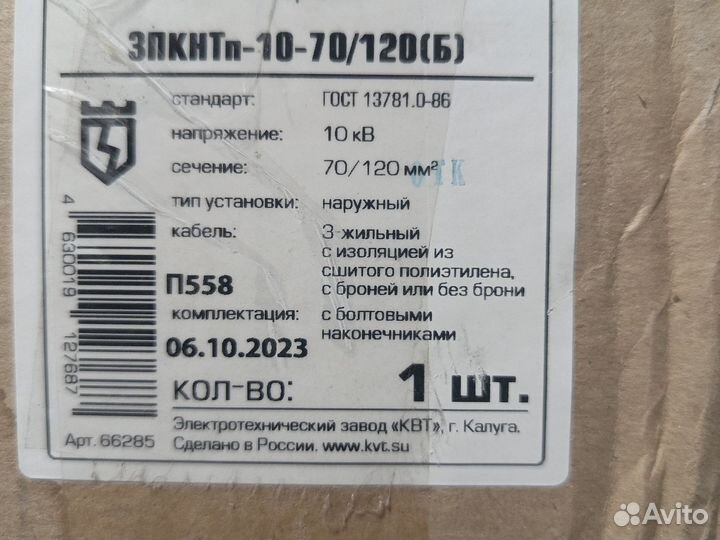 3ПКНТп-10-70/120(Б)
стандарт: ГОСТ 13781.0-86
напряжение: 10 кВ
сечение: 70/120 мм²
тип установки: наружный
кабель: 3-жильный
с изоляцией из
сшитого полиэтилена,
с броней или без брони
П558
комплектация: с болтовыми
наконечниками
06.10.2023
кол-во: 1 шт.
4 630019 127687
Арт. 66285
Электротехнический завод «КВТ», г. Калуга.
Сделано в России. www.kvt.su
Avito